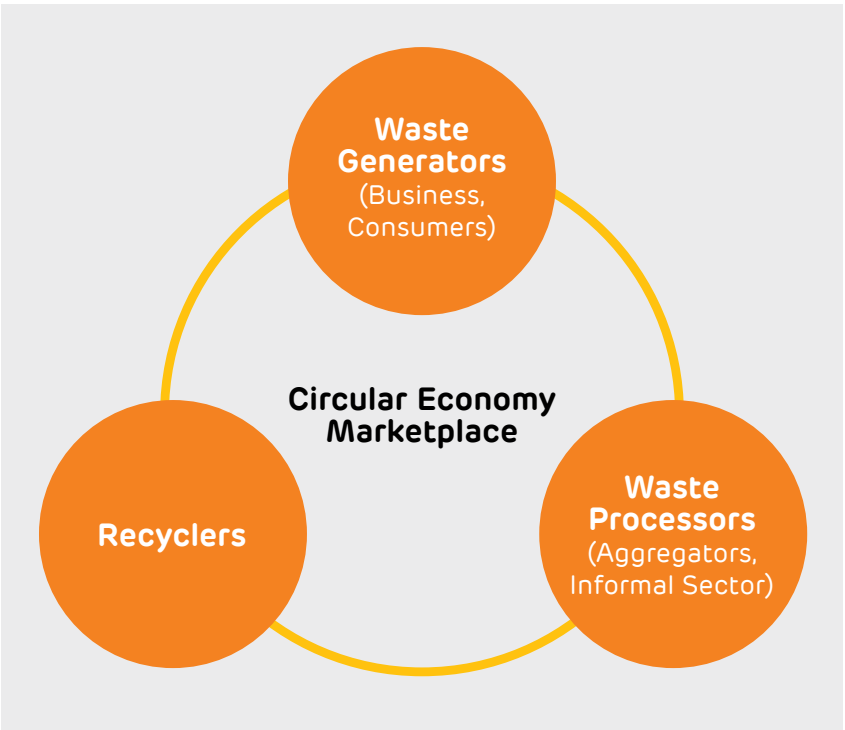 Waste
Generators
(Business,
Consumers)
Circular Economy
Marketplace
Recyclers
Waste
Processors
(Aggregators,
Informal Sector)